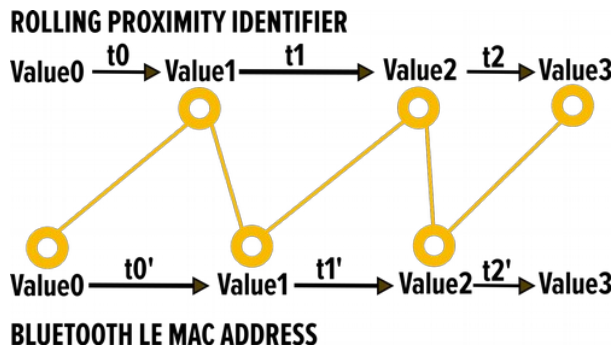 ROLLING PROXIMITY IDENTIFIER
Value0 t0 Value1 t1 Value2 t2 Value3
Value0 t0' Value1 t1' Value2 t2' Value3
BLUETOOTH LE MAC ADDRESS